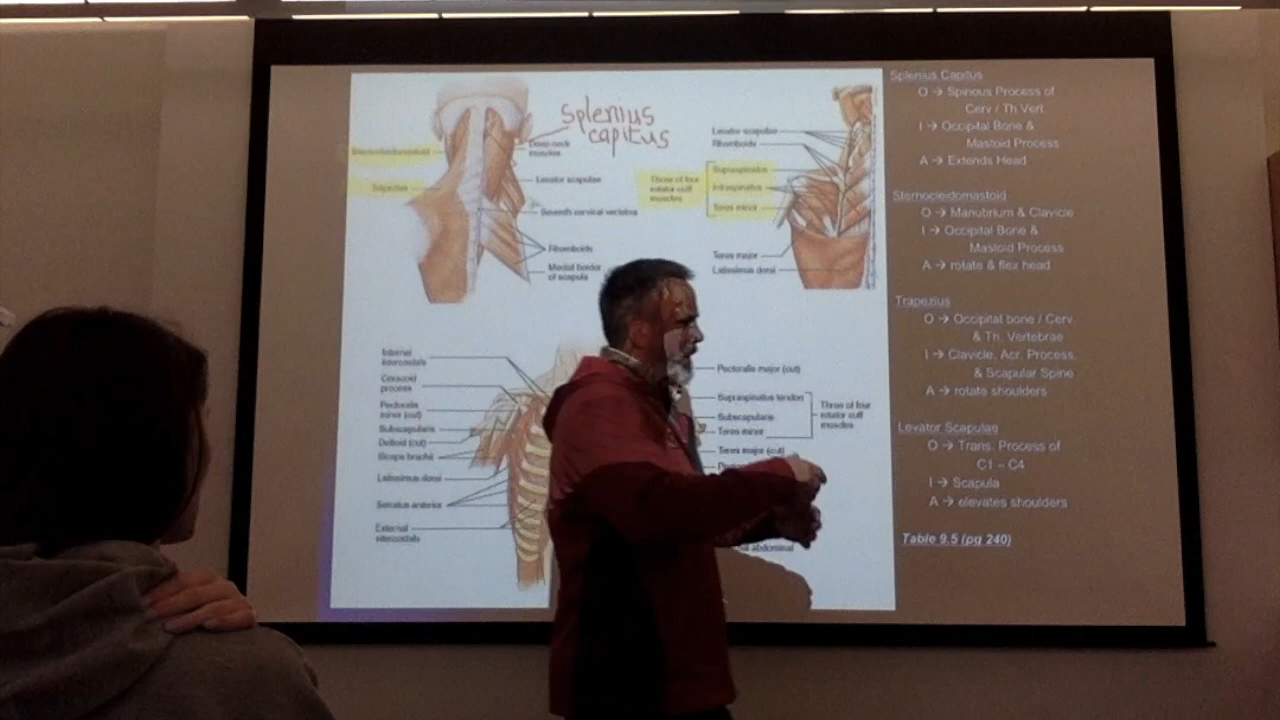 Splenius
capitus
Sternocleidomastoid
Trapezius
Deep neck
muscles
Levator scapulae
Seventh cervical vertebra
Rhomboids
Medial border
of scapula
Levator scapulae
Rhomboids
Three of four
rotator cuff
muscles
Supraspinatus
Infraspinatus
Teres minor
Teres major
Latissimus dorsi
Internal
intercostals
Coracoid
process
Pectoralis
minor (cut)
Subscapularis
Deltoid (cut)
Biceps brachii
Latissimus dorsi
Serratus anterior
External
intercostals
Pectoralis major (cut)
Supraspinatus tendon
Subscapularis
Teres minor
Three of four
rotator cuff
muscles
Teres major (cut)
abdominal
Splenius Capitus
O → Spinous Process of
Cerv / Th Vert
I → Occipital Bone &
Mastoid Process
A → Extends Head
Sternocleidomastoid
O → Manubrium & Clavicle
I → Occipital Bone &
Mastoid Process
A → rotate & flex head
Trapezius
O → Occipital bone / Cerv.
& Th. Vertebrae
I → Clavicle, Acr. Process,
& Scapular Spine
A → rotate shoulders
Levator Scapulae
O → Trans. Process of
C1 – C4
I → Scapula
A → elevates shoulders
Table 9.5 (pg 240)